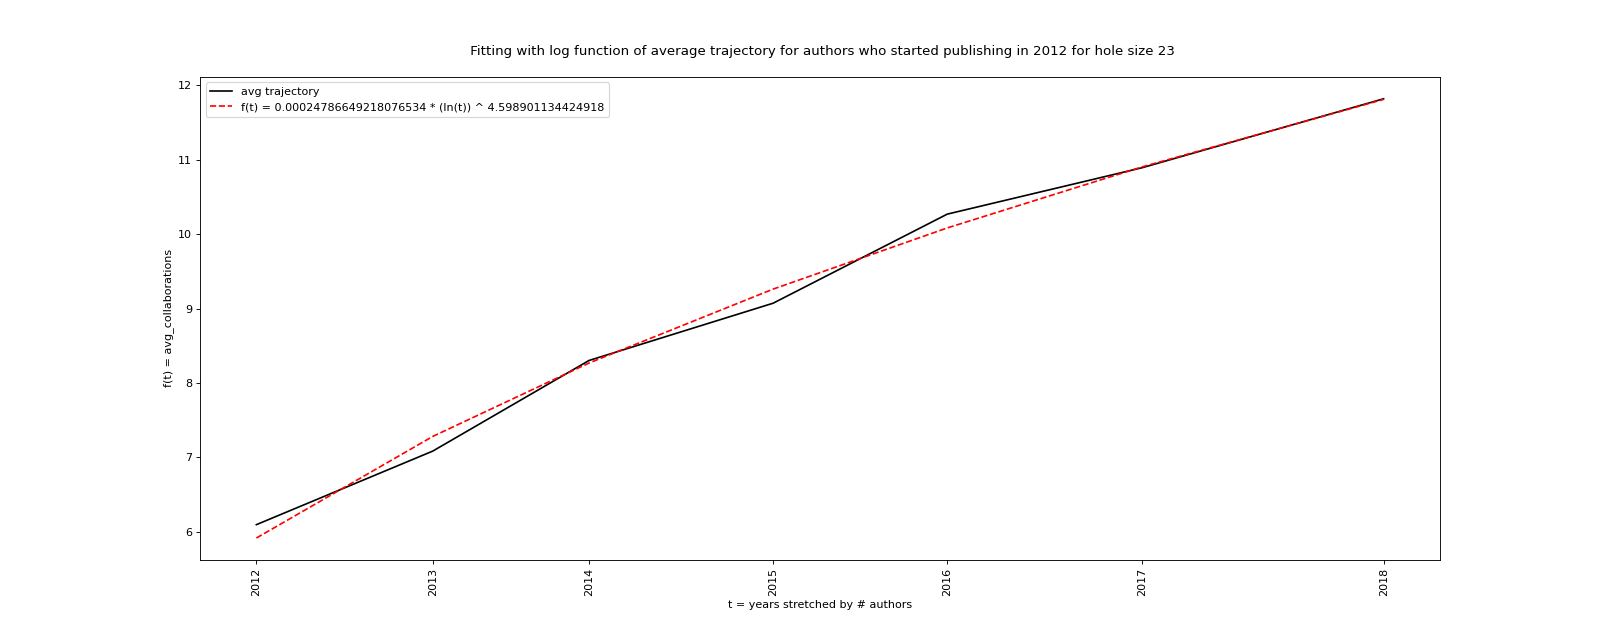 Fitting with log function of average trajectory for authors who started publishing in 2012 for hole size 23
avg trajectory
f(t) = 0.00024786649218076534 * (ln(t)) ^ 4.598901134424918
12
11
10
9
8
7
6
f(t) = avg_collaborations
2012
2013
2014
2015
2016
2017
2018
t = years stretched by # authors